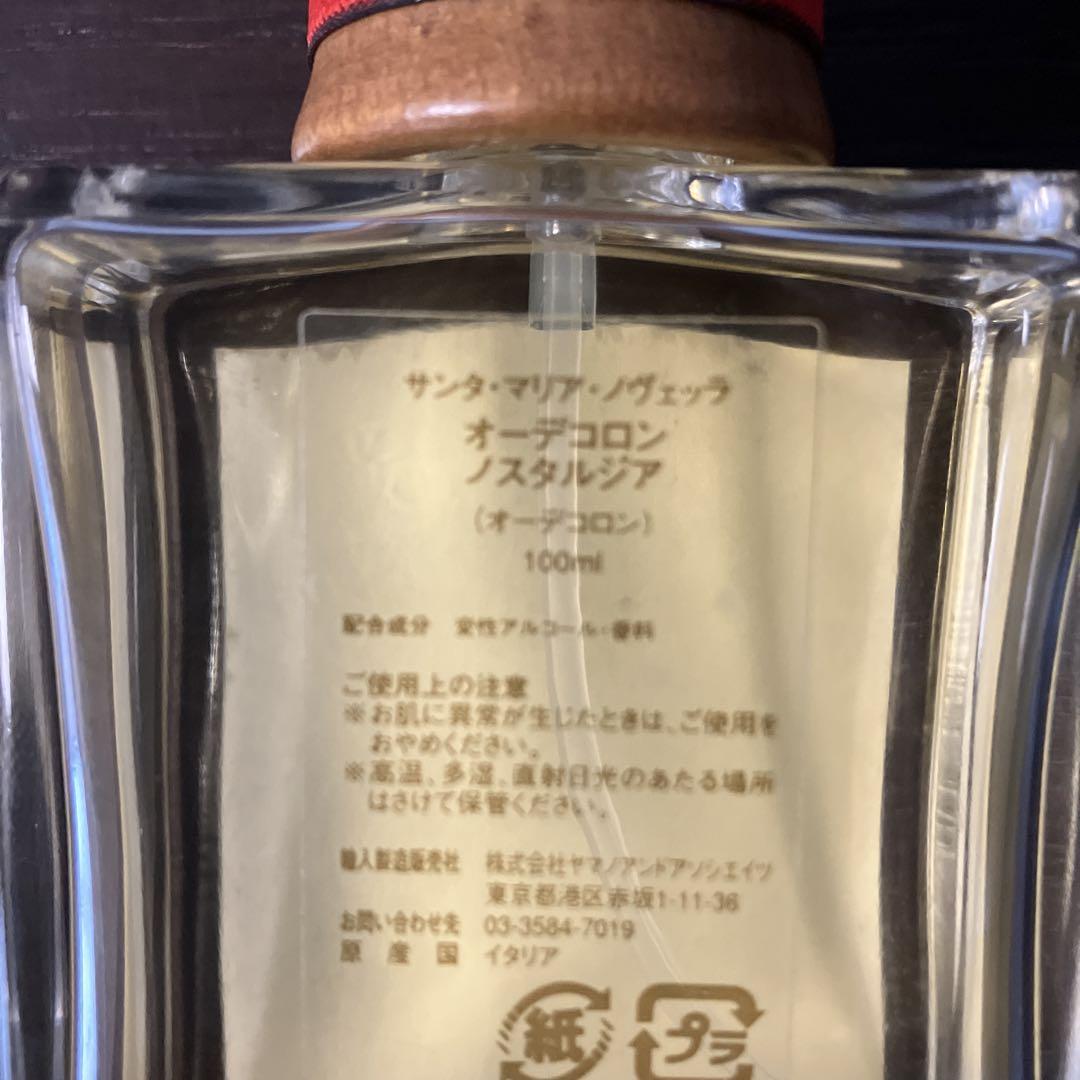 サンタ・マリア・ノヴェッラ
オーデコロン
ノスタルジア
(オーデコロン)
100ml
配合成分 変性アルコール・香料
ご使用上の注意
※お肌に異常が生じたときは、ご使用を
おやめください。
※高温、多湿、直射日光のあたる場所
はさけて保管ください。
輸入製造販売社 株式会社ヤマノアンドアソシエイツ
東京都港区赤坂1-11-36
お問い合わせ先 03-3584-7019
原産国 イタリア
紙 プラ